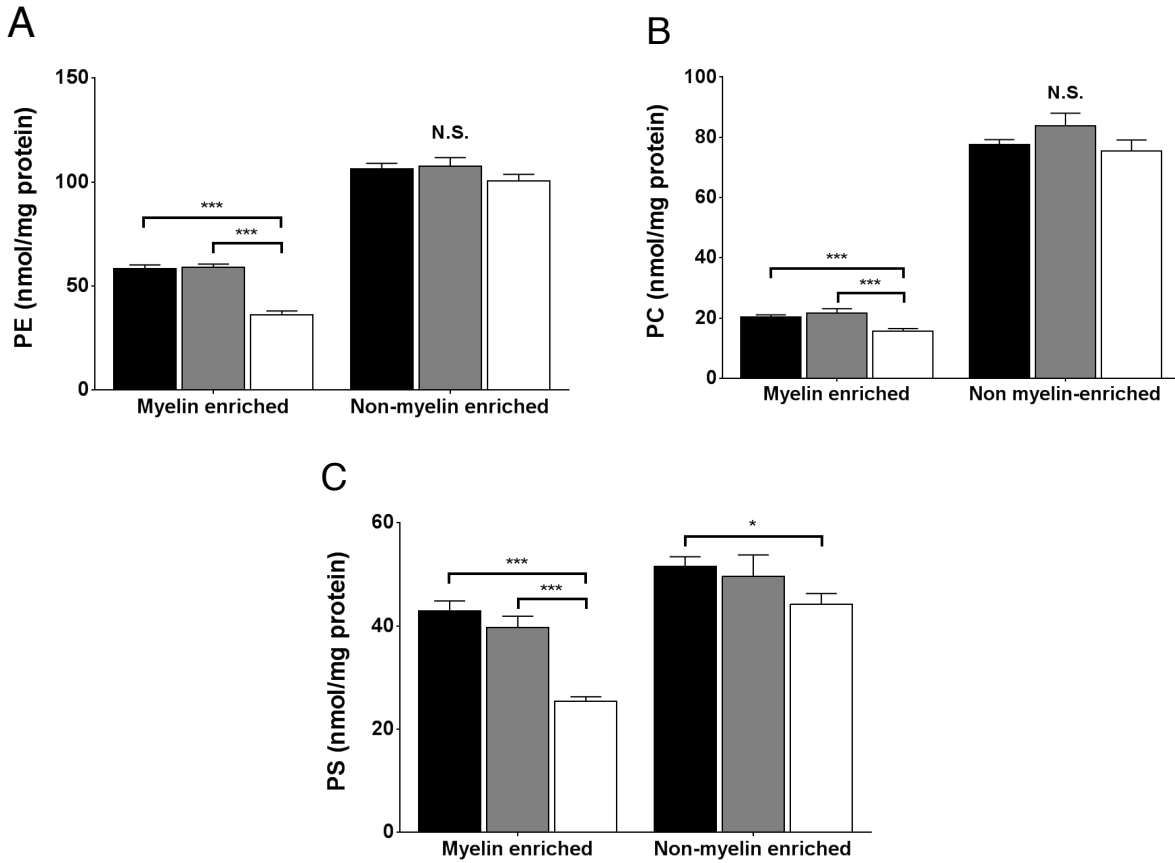 A
PE (nmol/mg protein)
150
100
50
0
***
***
N.S.
Myelin enriched
Non-myelin enriched
B
PC (nmol/mg protein)
100
80
60
40
20
0
***
***
N.S.
Myelin enriched
Non myelin-enriched
C
PS (nmol/mg protein)
60
40
20
0
***
***
*
Myelin enriched
Non-myelin enriched